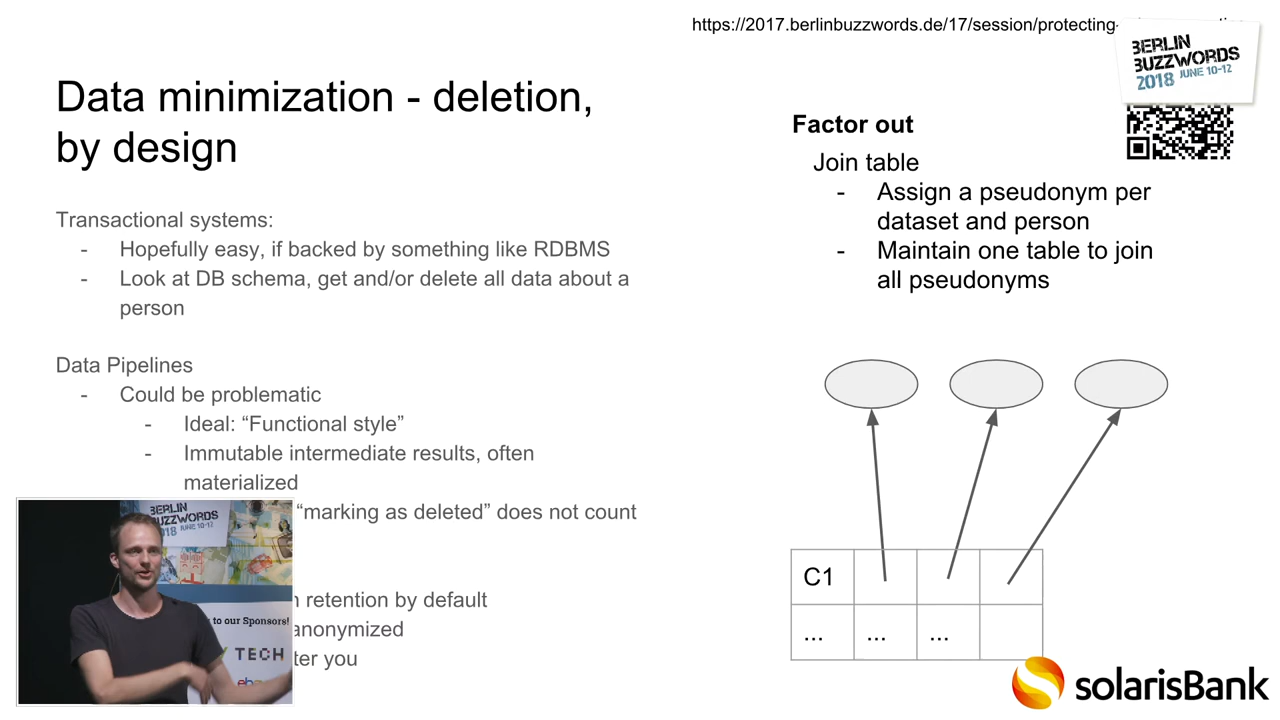 https://2017.berlinbuzzwords.de/17/session/protecting-
BERLIN
BUZZWORDS
2018 JUNE 10-12
Data minimization - deletion,
by design
Factor out
Join table
- Assign a pseudonym per
dataset and person
- Maintain one table to join
all pseudonyms
Transactional systems:
- Hopefully easy, if backed by something like RDBMS
- Look at DB schema, get and/or delete all data about a
person
Data Pipelines
- Could be problematic
- Ideal: “Functional style”
- Immutable intermediate results, often
materialized
“marking as deleted” does not count
retention by default
anonymized
you
C1
... ... ...
BERLIN
BUZZWORDS
2018 JUNE 10-12
to our Sponsors!
TECH
solarisBank